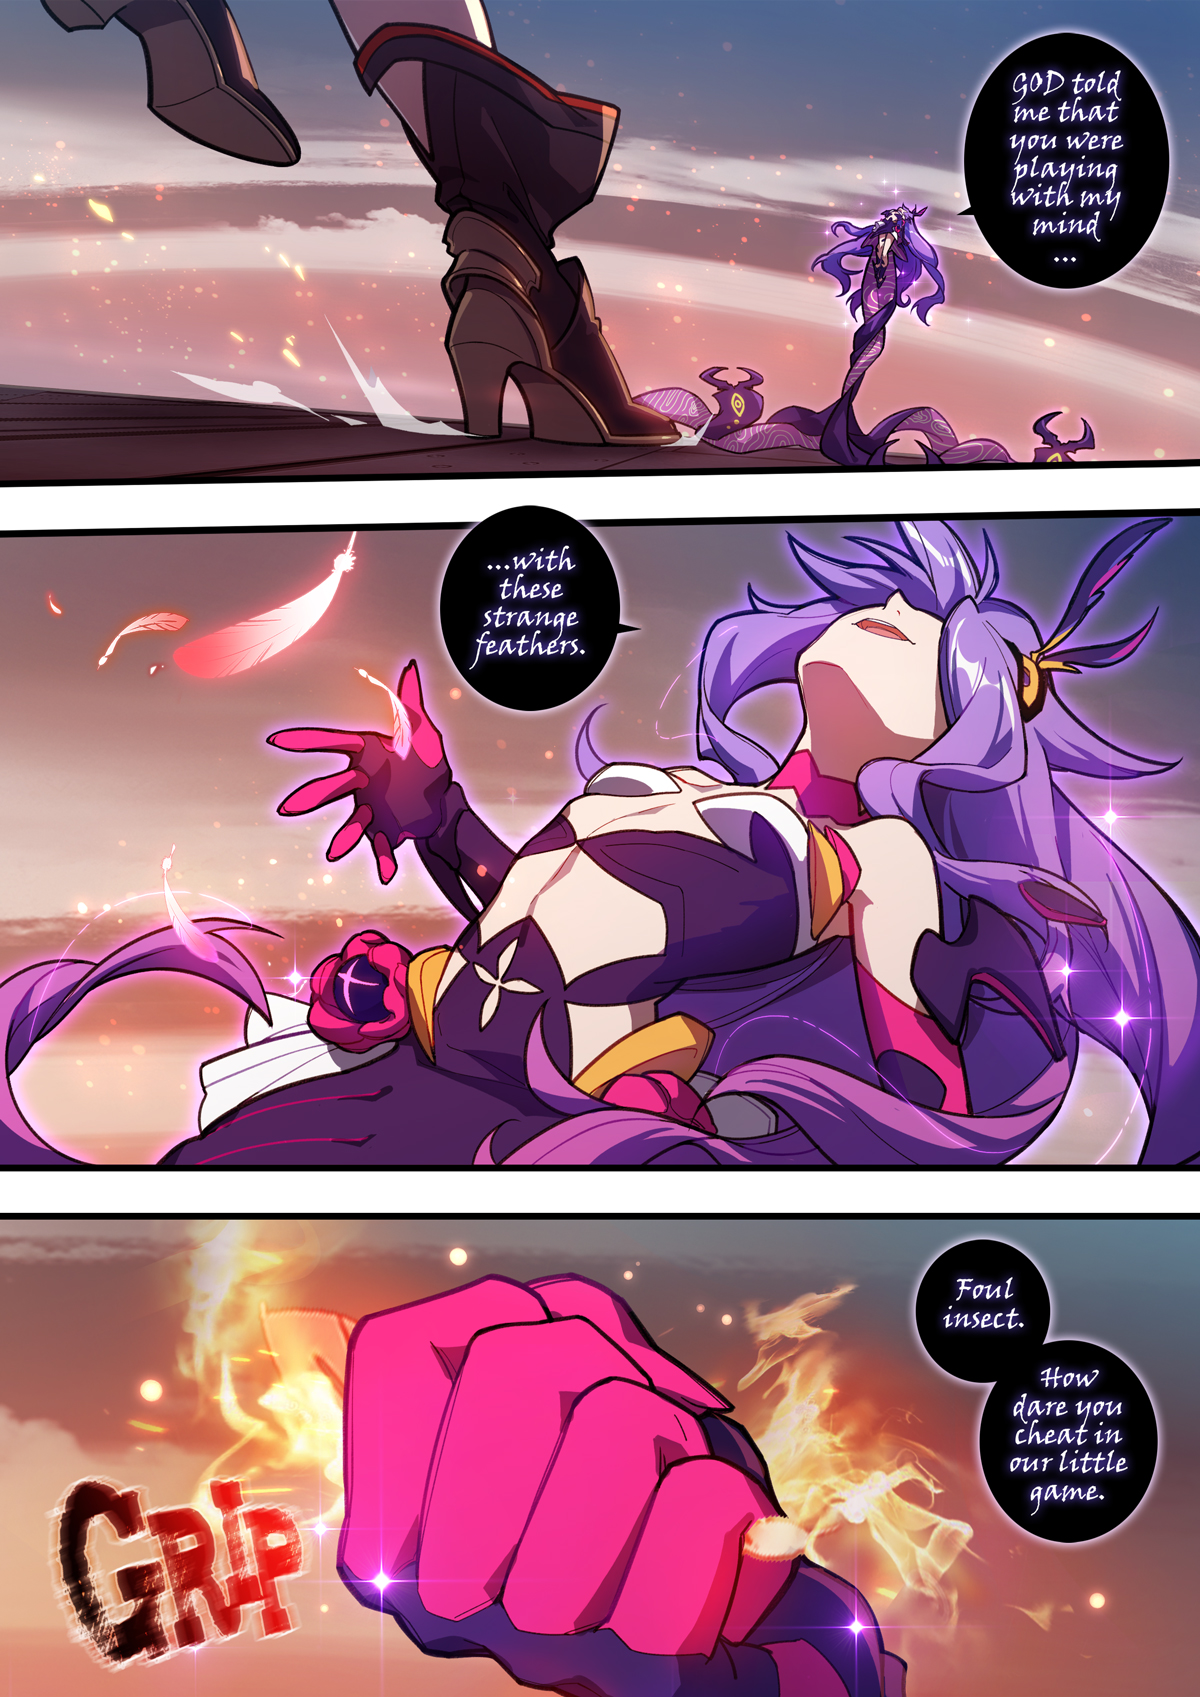 GOD told
me that
you were
playing
with my
mind
...
...with
these
strange
feathers.
Foul
insect.
How
dare you
cheat in
our little
game.
GRIP